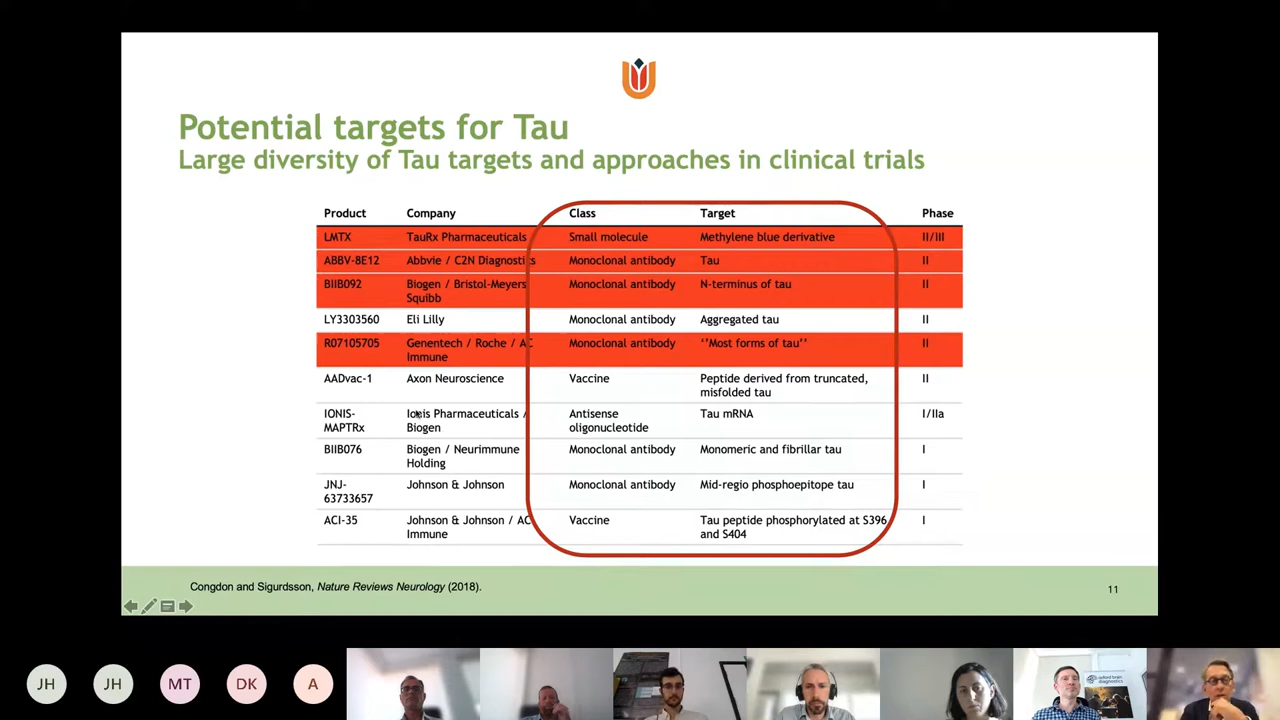 Potential targets for Tau
Large diversity of Tau targets and approaches in clinical trials
Product Company Class Target Phase
LMTX TauRx Pharmaceuticals Small molecule Methylene blue derivative II/III
ABBV-8E12 Abbvie / C2N Diagnostics Monoclonal antibody Tau II
BIIB092 Biogen / Bristol-Meyers Squibb Monoclonal antibody N-terminus of tau II
LY3303560 Eli Lilly Monoclonal antibody Aggregated tau II
R07105705 Genentech / Roche / AC Immune Monoclonal antibody ‘’Most forms of tau’’ II
AADvac-1 Axon Neuroscience Vaccine Peptide derived from truncated, misfolded tau II
IONIS-MAPTRx Ionis Pharmaceuticals / Biogen Antisense oligonucleotide Tau mRNA I/IIa
BIIB076 Biogen / Neurimmune Holding Monoclonal antibody Monomeric and fibrillar tau I
JNJ-63733657 Johnson & Johnson Monoclonal antibody Mid-regio phosphoepitope tau I
ACI-35 Johnson & Johnson / AC Immune Vaccine Tau peptide phosphorylated at S396 and S404 I
Congdon and Sigurdsson, Nature Reviews Neurology (2018).
11
JH JH MT DK A
oxford brain
diagnostics